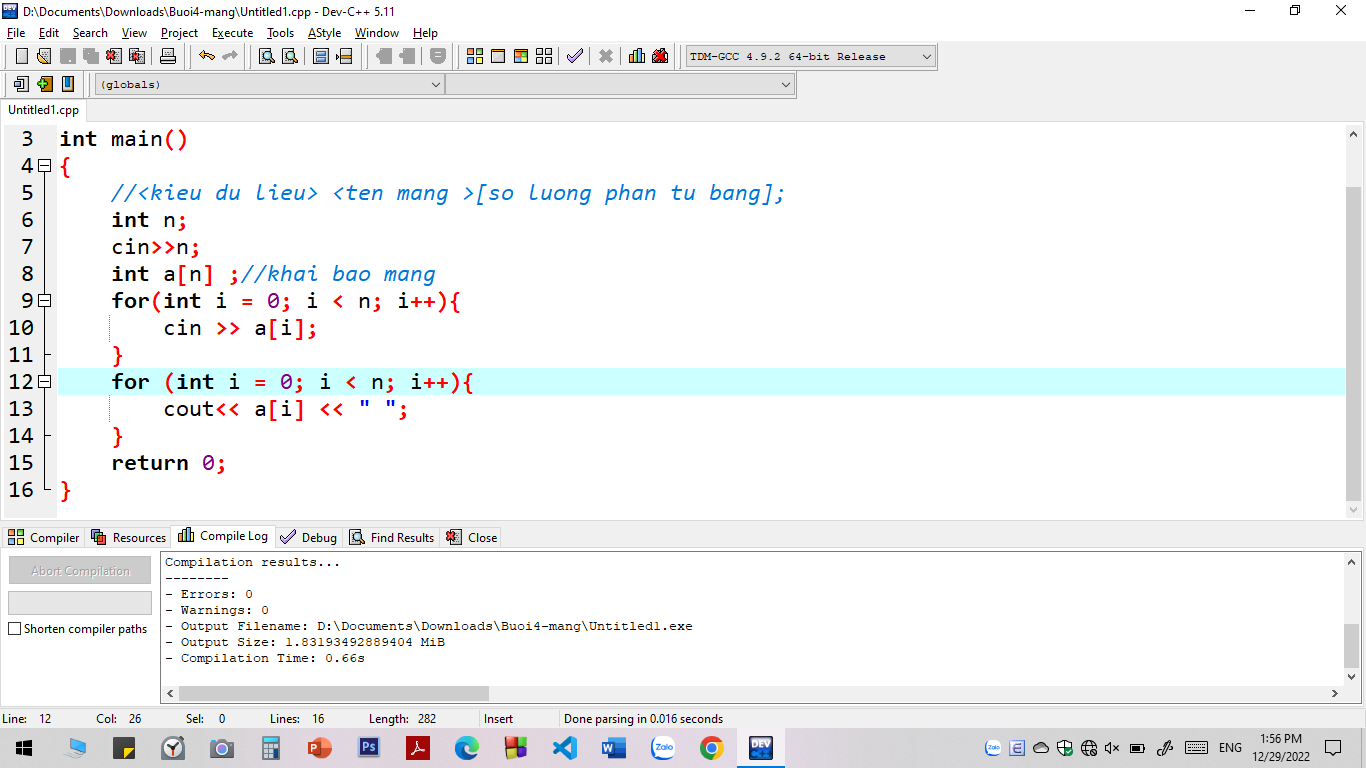 D:\Documents\Downloads\Buoi4-mang\Untitled1.cpp - Dev-C++ 5.11
File Edit Search View Project Execute Tools AStyle Window Help
TDM-GCC 4.9.2 64-bit Release
(globals)
Untitled1.cpp
3 int main()
4 {
5 //<kieu du lieu> <ten mang >[so luong phan tu bang];
6 int n;
7 cin>>n;
8 int a[n] ;//khai bao mang
9 for(int i = 0; i < n; i++){
10 cin >> a[i];
11 }
12 for (int i = 0; i < n; i++){
13 cout<< a[i] << " ";
14 }
15 return 0;
16 }
Compiler Resources Compile Log Debug Find Results Close
Abort Compilation
Shorten compiler paths
Compilation results...
--------
- Errors: 0
- Warnings: 0
- Output Filename: D:\Documents\Downloads\Buoi4-mang\Untitled1.exe
- Output Size: 1.83193492889404 MiB
- Compilation Time: 0.66s
Line: 12 Col: 26 Sel: 0 Lines: 16 Length: 282 Insert Done parsing in 0.016 seconds
ENG
1:56 PM
12/29/2022